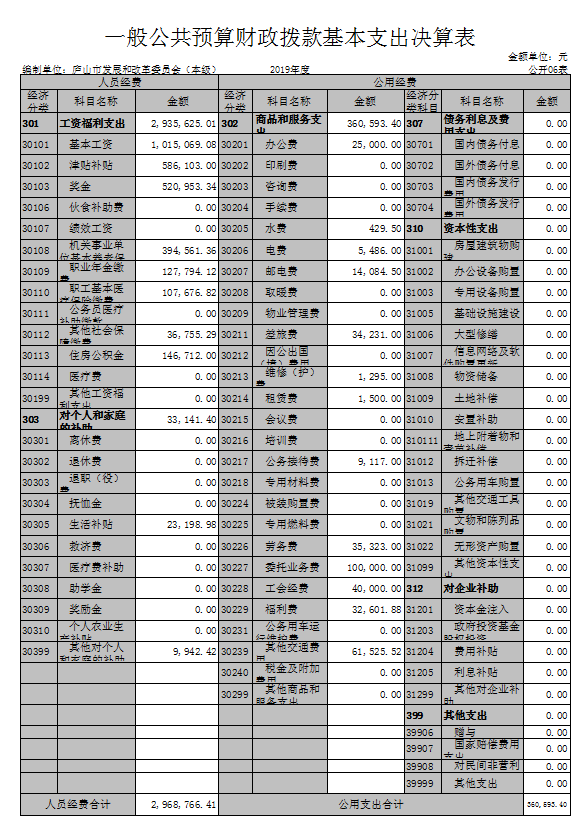 一般公共预算财政拨款基本支出决算表
金额单位：元
编制单位：庐山市发展和改革委员会（本级） 2019年度 公开06表
人员经费 公用经费
经济分类 科目名称 金额 经济分类 科目名称 金额 经济分类科目 科目名称 金额
301 工资福利支出 2,935,625.01 302 商品和服务支出 360,593.40 307 债务利息及费用支出 0.00
30101 基本工资 1,015,069.08 30201 办公费 25,000.00 30701 国内债务付息 0.00
30102 津贴补贴 586,103.00 30202 印刷费 0.00 30702 国外债务付息 0.00
30103 奖金 520,953.34 30203 咨询费 0.00 30703 国内债务发行费用 0.00
30106 伙食补助费 0.00 30204 手续费 0.00 30704 国外债务发行费用 0.00
30107 绩效工资 0.00 30205 水费 429.50 310 资本性支出 0.00
30108 机关事业单位基本养老保 394,561.36 30206 电费 5,486.00 31001 房屋建筑物购建 0.00
30109 职业年金缴费 127,794.12 30207 邮电费 14,084.50 31002 办公设备购置 0.00
30110 职工基本医疗保险缴费 107,676.82 30208 取暖费 0.00 31003 专用设备购置 0.00
30111 公务员医疗补助缴款 0.00 30209 物业管理费 0.00 31005 基础设施建设 0.00
30112 其他社会保障缴费 36,755.29 30211 差旅费 34,231.00 31006 大型修缮 0.00
30113 住房公积金 146,712.00 30212 因公出国（境）费用 0.00 31007 信息网络及软件购置更新 0.00
30114 医疗费 0.00 30213 维修（护）费 1,295.00 31008 物资储备 0.00
30199 其他工资福利支出 0.00 30214 租赁费 1,500.00 31009 土地补偿 0.00
303 对个人和家庭的补助 33,141.40 30215 会议费 0.00 31010 安置补助 0.00
30301 离休费 0.00 30216 培训费 0.00 310111 地上附着物和青苗补偿 0.00
30302 退休费 0.00 30217 公务接待费 9,117.00 31012 拆迁补偿 0.00
30303 退职（役）费 0.00 30218 专用材料费 0.00 31013 公务用车购置 0.00
30304 抚恤金 0.00 30224 被装购置费 0.00 31019 其他交通工具购置 0.00
30305 生活补贴 23,198.98 30225 专用燃料费 0.00 31021 文物和陈列品购置 0.00
30306 救济费 0.00 30226 劳务费 35,323.00 31022 无形资产购置 0.00
30307 医疗费补助 0.00 30227 委托业务费 100,000.00 31099 其他资本性支出 0.00
30308 助学金 0.00 30228 工会经费 40,000.00 312 对企业补助 0.00
30309 奖励金 0.00 30229 福利费 32,601.88 31201 资本金注入 0.00
30310 个人农业生产补贴 0.00 30231 公务用车运行维护费 0.00 31203 政府投资基金股权投资 0.00
30399 其他对个人和家庭的补助 9,942.42 30239 其他交通费用 61,525.52 31204 费用补贴 0.00
30240 税金及附加费用 0.00 31205 利息补贴 0.00
30299 其他商品和服务支出 0.00 31299 其他对企业补助 0.00
399 其他支出 0.00
39906 赠与 0.00
39907 国家赔偿费用支出 0.00
39908 对民间非营利 0.00
39999 其他支出 0.00
人员经费合计 2,968,766.41 公用支出合计 360,593.40